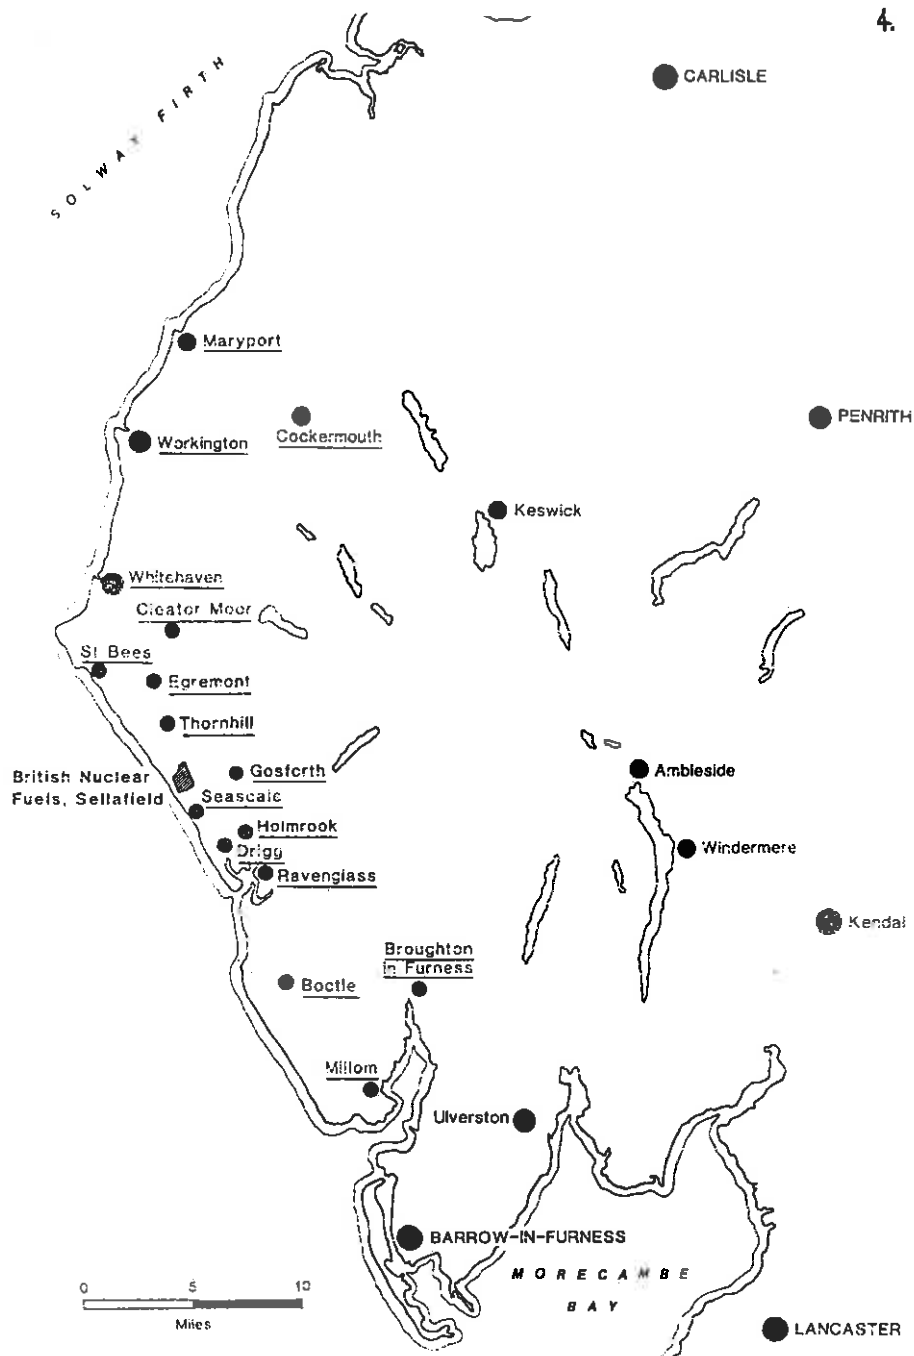 4.
CARLISLE
SOLWAY FIRTH
Maryport
Cockermouth
PENRITH
Workington
Keswick
Whitehaven
Cleator Moor
St Bees
Egremont
Thornhill
British Nuclear
Fuels, Sellafield
Gosforth
Seascale
Ambleside
Holmrook
Drigg
Windermere
Ravenglass
Kendal
Broughton
in Furness
Bootle
Millom
Ulverston
BARROW-IN-FURNESS
MORECAMBE
BAY
0 5 10
Miles
LANCASTER